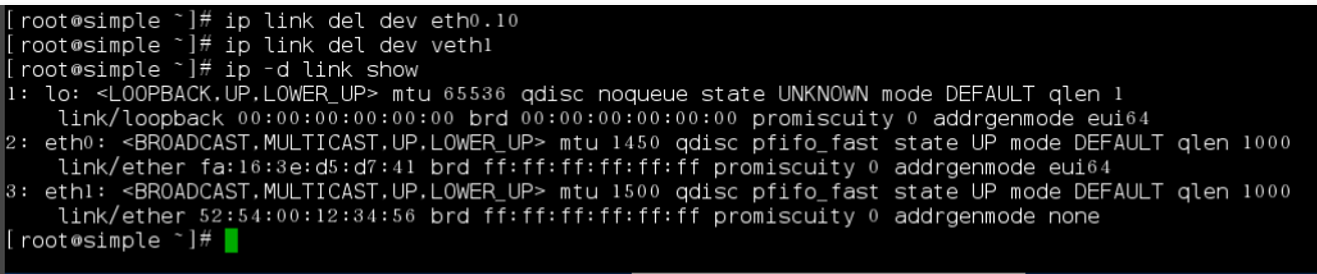 [root@simple ~]# ip link del dev eth0.10
[root@simple ~]# ip link del dev veth1
[root@simple ~]# ip -d link show
1: lo: <LOOPBACK,UP,LOWER_UP> mtu 65536 qdisc noqueue state UNKNOWN mode DEFAULT qlen 1
    link/loopback 00:00:00:00:00:00 brd 00:00:00:00:00:00 promiscuity 0 addrgenmode eui64
2: eth0: <BROADCAST,MULTICAST,UP,LOWER_UP> mtu 1450 qdisc pfifo_fast state UP mode DEFAULT qlen 1000
    link/ether fa:16:3e:d5:d7:41 brd ff:ff:ff:ff:ff:ff promiscuity 0 addrgenmode eui64
3: eth1: <BROADCAST,MULTICAST,UP,LOWER_UP> mtu 1500 qdisc pfifo_fast state UP mode DEFAULT qlen 1000
    link/ether 52:54:00:12:34:56 brd ff:ff:ff:ff:ff:ff promiscuity 0 addrgenmode none
[root@simple ~]#